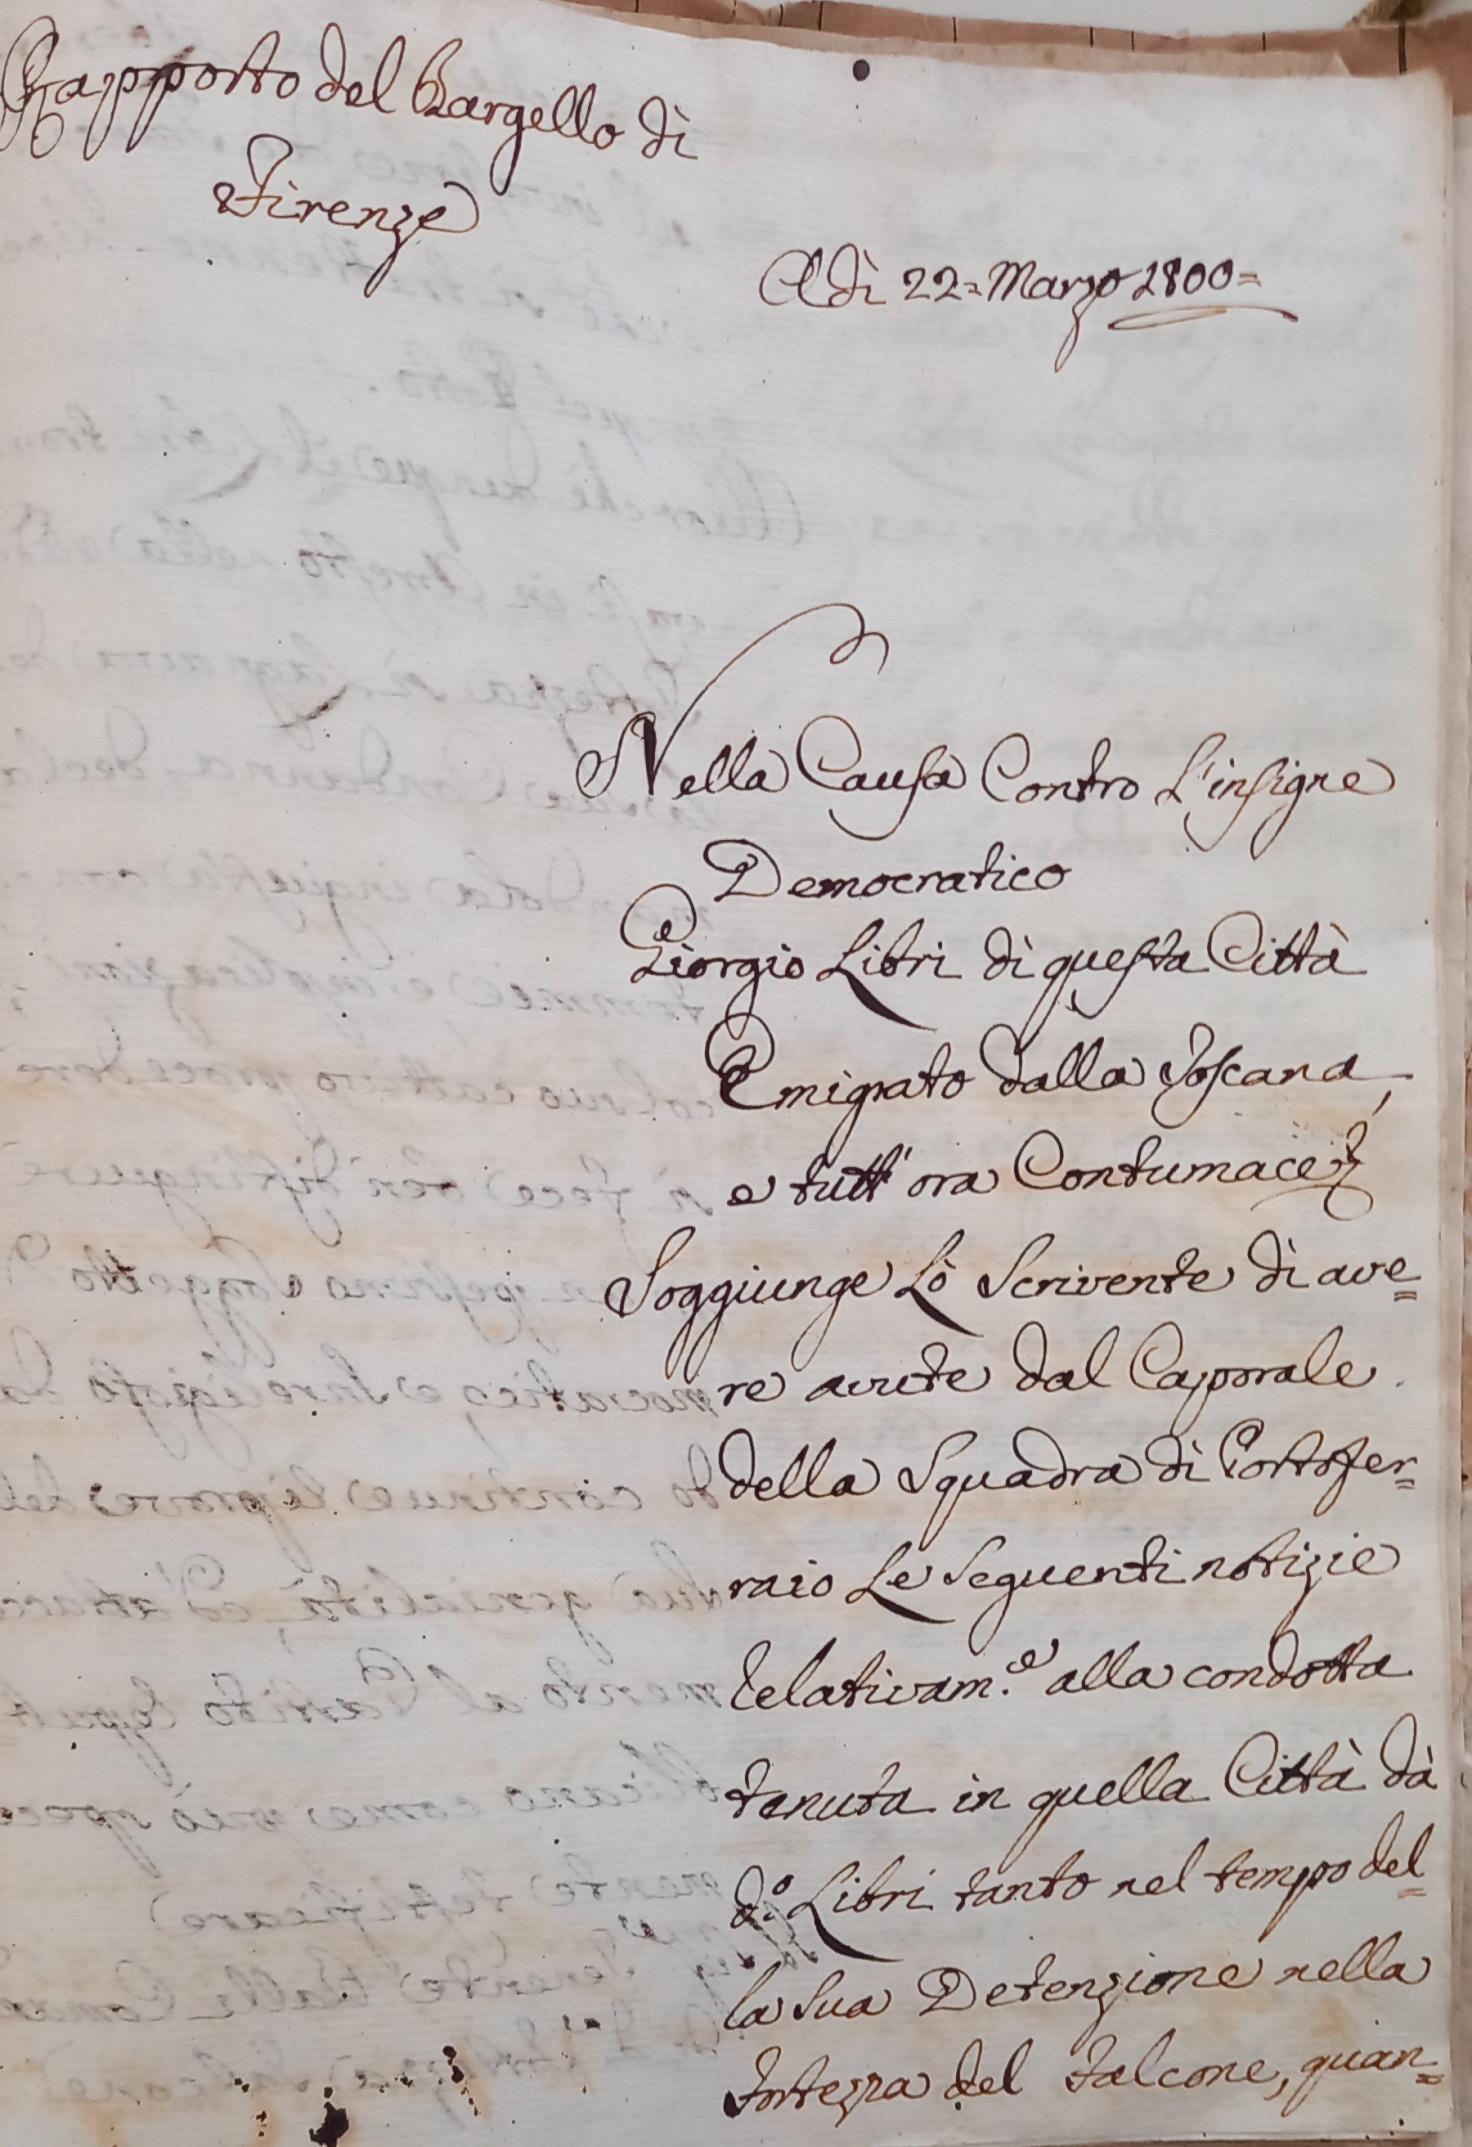 Rapporto del Bargello di
Firenze
Adì 22= Marzo 1800=
Nella Causa Contro L'insigne
Democratico
Giorgio Libri di questa Città
Emigrato dalla Toscana,
e tutt'ora Contumace
Soggiunge Lo Scrivente di ave=
re avute dal Caporale
della Squadra di Portofer=
raio Le Seguenti notizie
relativam.e alla condotta
tenuta in quella Città dà
d.o Libri tanto nel tempo del=
la Sua Detenzione nella
Fortezza del Falcone, quan=